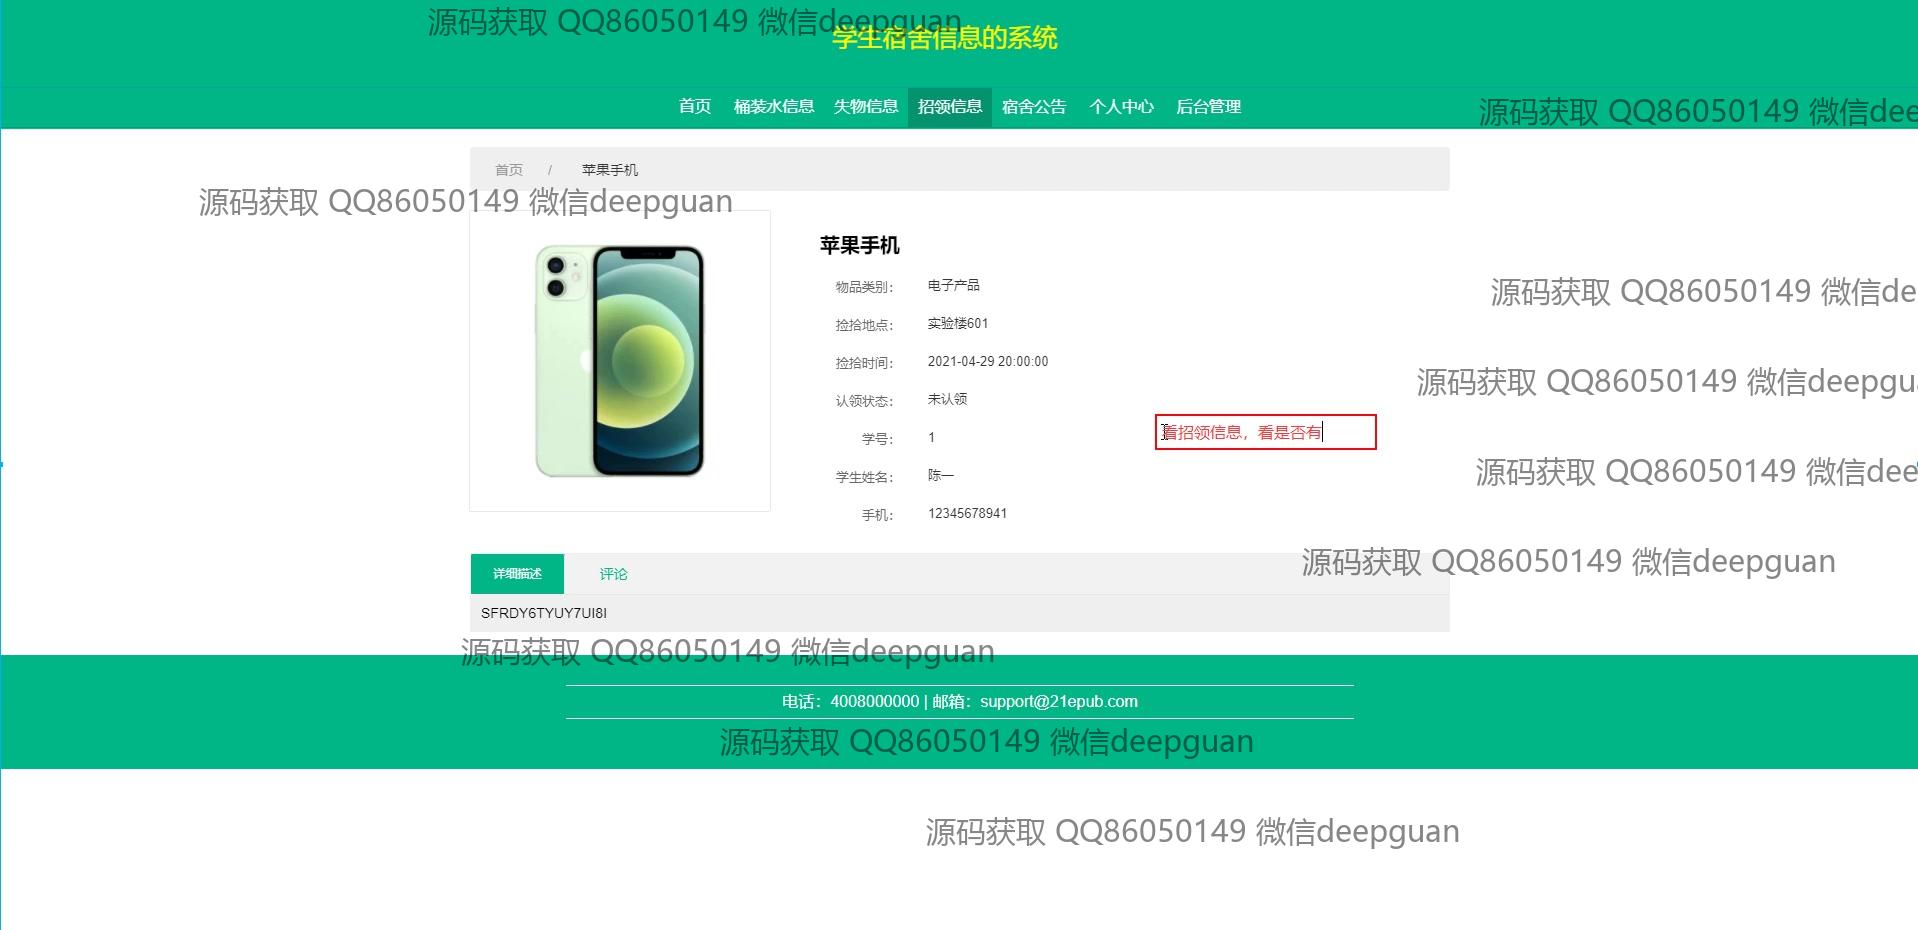 源码获取 QQ86050149 微信deepguan
学生宿舍信息的系统
首页 桶装水信息 失物信息 招领信息 宿舍公告 个人中心 后台管理
源码获取 QQ86050149 微信dee
首页 / 苹果手机
源码获取 QQ86050149 微信deepguan
苹果手机
物品类别： 电子产品
源码获取 QQ86050149 微信de
捡拾地点： 实验楼601
捡拾时间： 2021-04-29 20:00:00
源码获取 QQ86050149 微信deepgu
认领状态： 未认领
看招领信息，看是否有
学号： 1
学生姓名： 陈一
源码获取 QQ86050149 微信dee
手机： 12345678941
源码获取 QQ86050149 微信deepguan
详细描述 评论
SFRDY6TYUY7UI8I
源码获取 QQ86050149 微信deepguan
电话：4008000000 | 邮箱：support@21epub.com
源码获取 QQ86050149 微信deepguan
源码获取 QQ86050149 微信deepguan